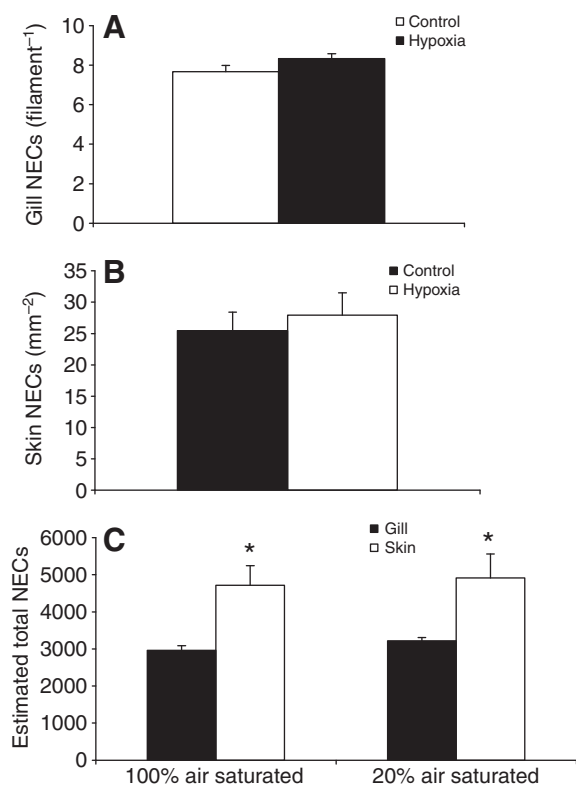 A
Control
Hypoxia
Gill NECs (filament⁻¹)
10
8
6
4
2
0
B
Control
Hypoxia
Skin NECs (mm⁻²)
35
30
25
20
15
10
5
0
C
Gill
Skin
Estimated total NECs
6000
5000
4000
3000
2000
1000
0
*
*
100% air saturated
20% air saturated